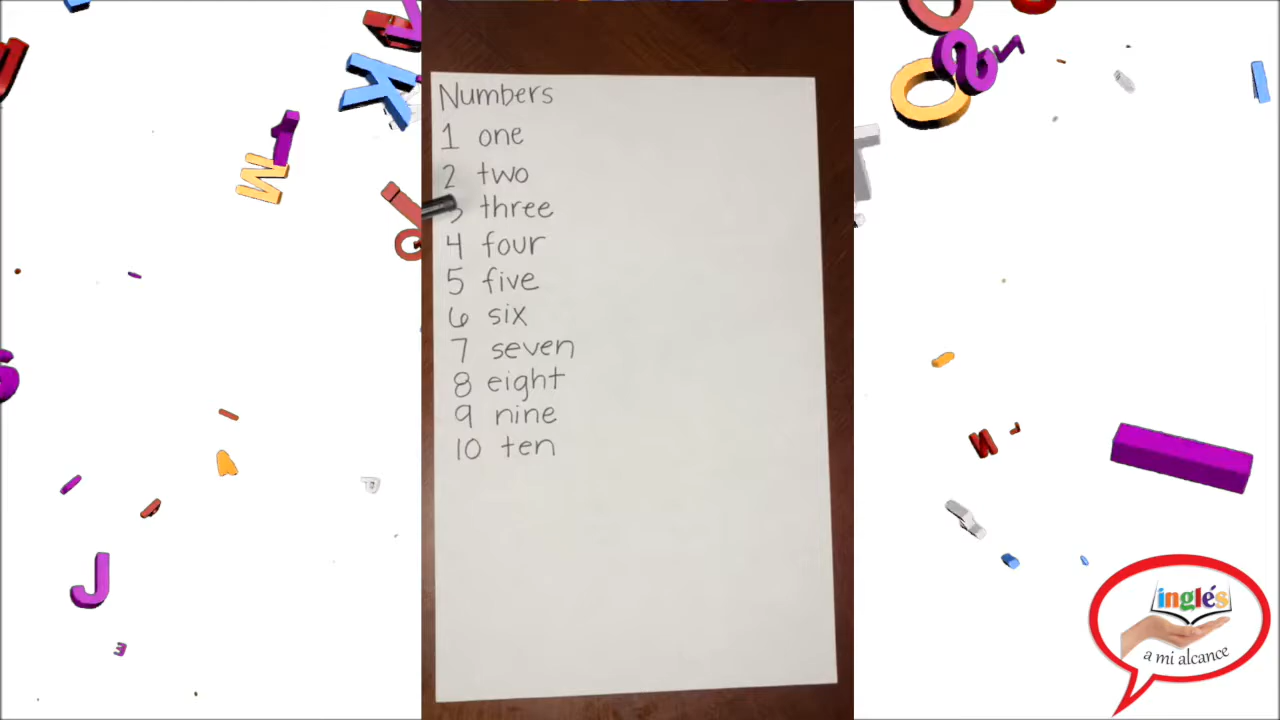 Numbers
1 one
2 two
3 three
4 four
5 five
6 six
7 seven
8 eight
9 nine
10 ten
inglés
a mi alcance